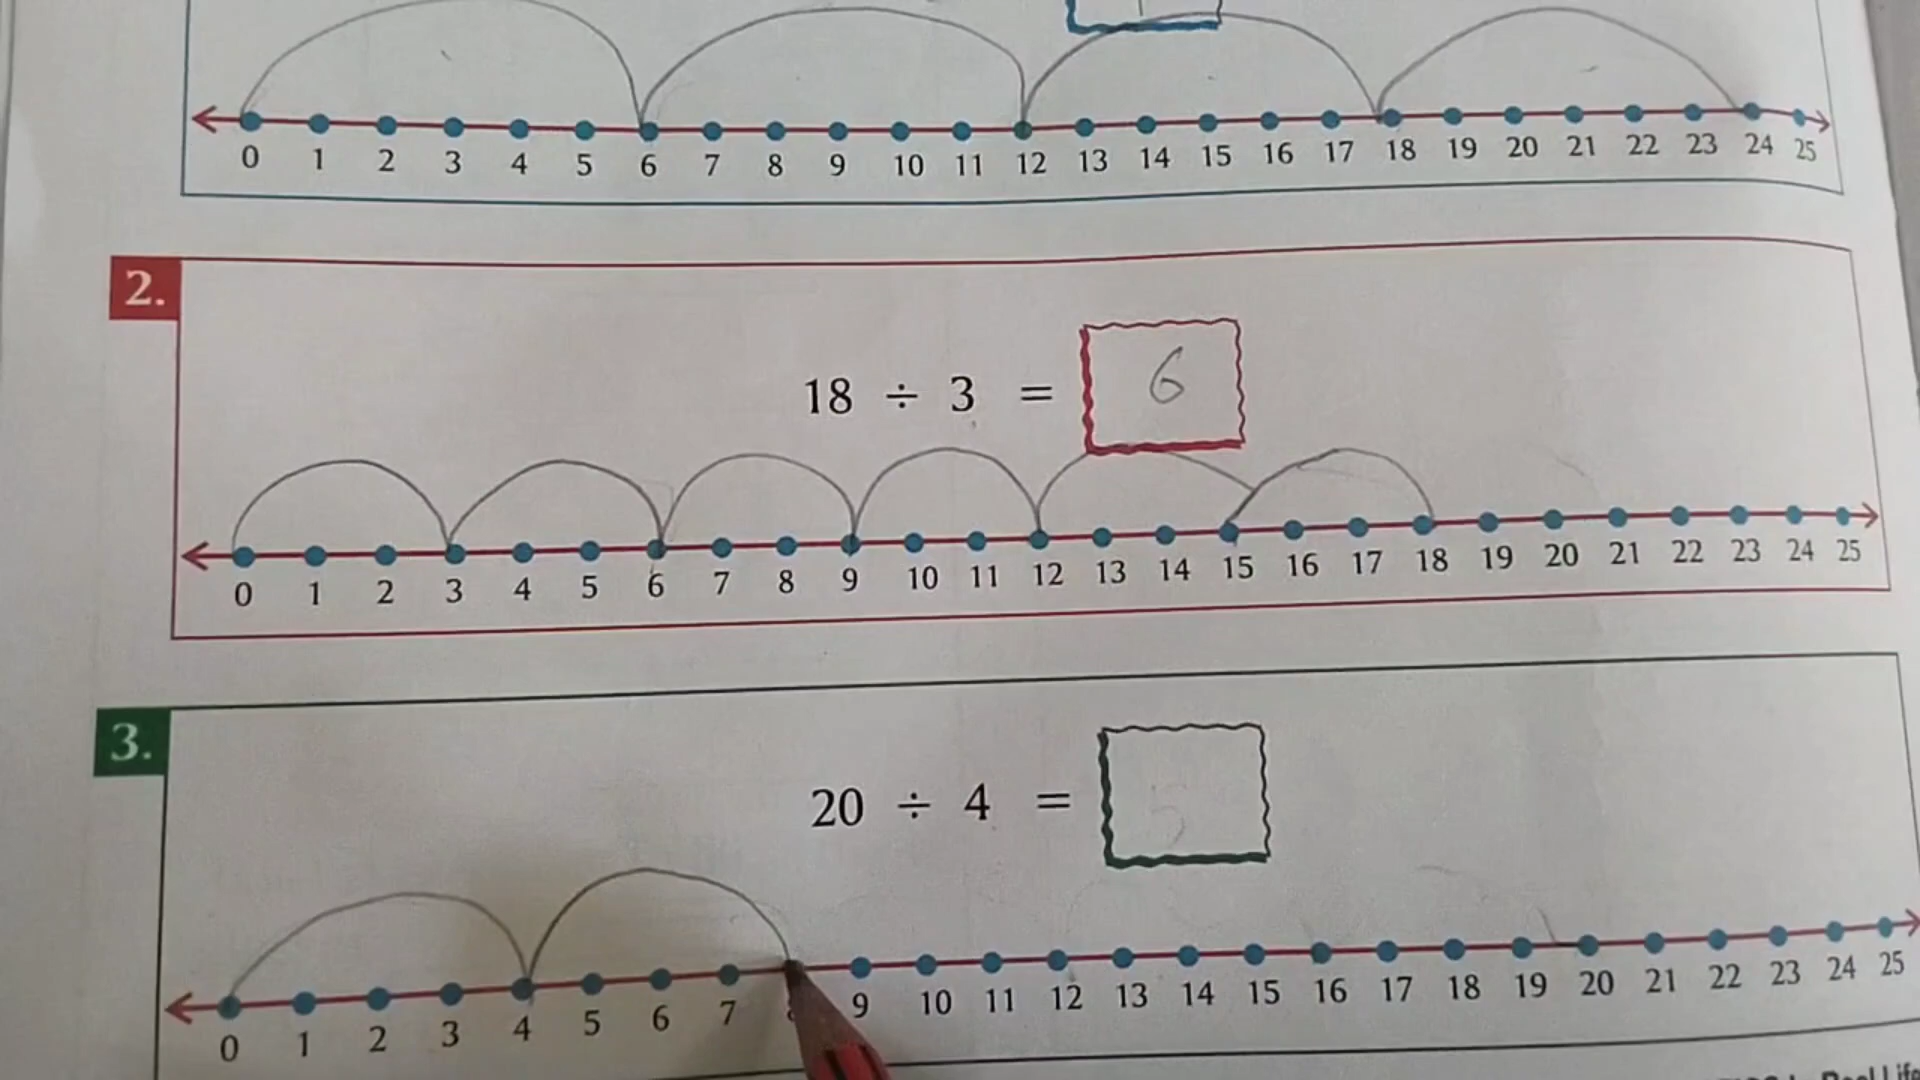 0 1 2 3 4 5 6 7 8 9 10 11 12 13 14 15 16 17 18 19 20 21 22 23 24 25
2.
18 ÷ 3 = 6
0 1 2 3 4 5 6 7 8 9 10 11 12 13 14 15 16 17 18 19 20 21 22 23 24 25
3.
20 ÷ 4 = 5
0 1 2 3 4 5 6 7 9 10 11 12 13 14 15 16 17 18 19 20 21 22 23 24 25
Real Life